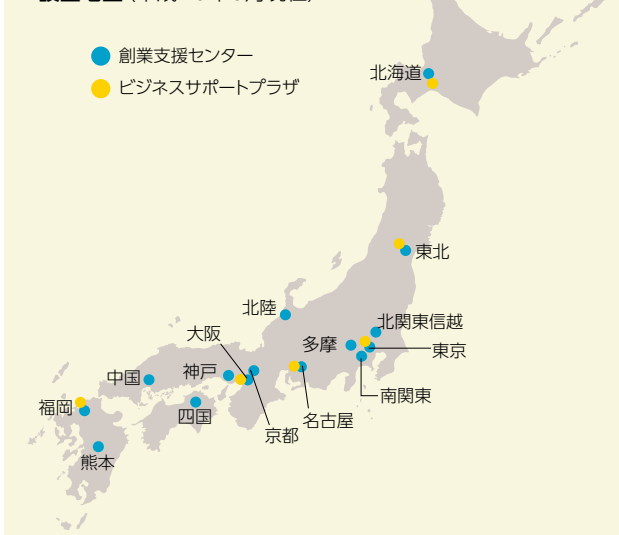 創業支援センター
ビジネスサポートプラザ
北海道
東北
北陸
北関東信越
大阪
多摩
東京
神戸
中国
南関東
福岡
四国
名古屋
京都
熊本